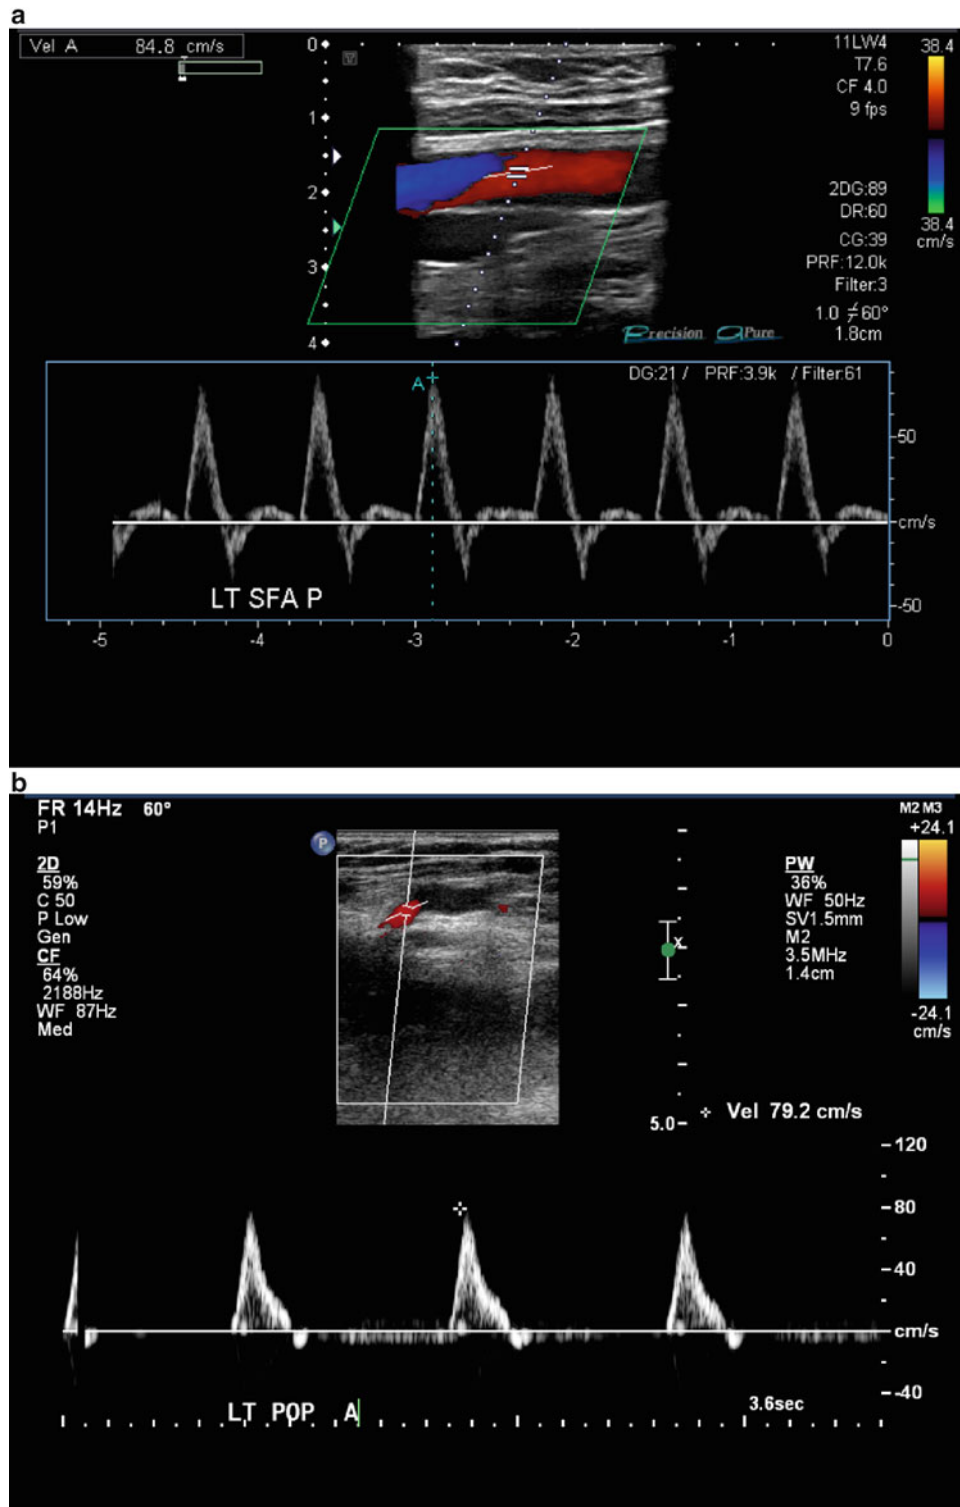 a
Vel A 84.8 cm/s
0
1
2
3
4
11LW4
T7.6
CF 4.0
9 fps
2DG:89
DR:60
CG:39
PRF:12.0k
Filter:3
1.0 60°
1.8cm
38.4
38.4
cm/s
Precision APure
A
DG:21 / PRF:3.9k / Filter:61
50
cm/s
-50
LT SFA P
-5 -4 -3 -2 -1 0
b
FR 14Hz 60°
P1
2D
59%
C 50
P Low
Gen
CF
64%
2188Hz
WF 87Hz
Med
P
x
5.0
PW
36%
WF 50Hz
SV1.5mm
M2
3.5MHz
1.4cm
M2 M3
+24.1
-24.1
cm/s
Vel 79.2 cm/s
120
80
40
cm/s
-40
LT POP A
3.6sec